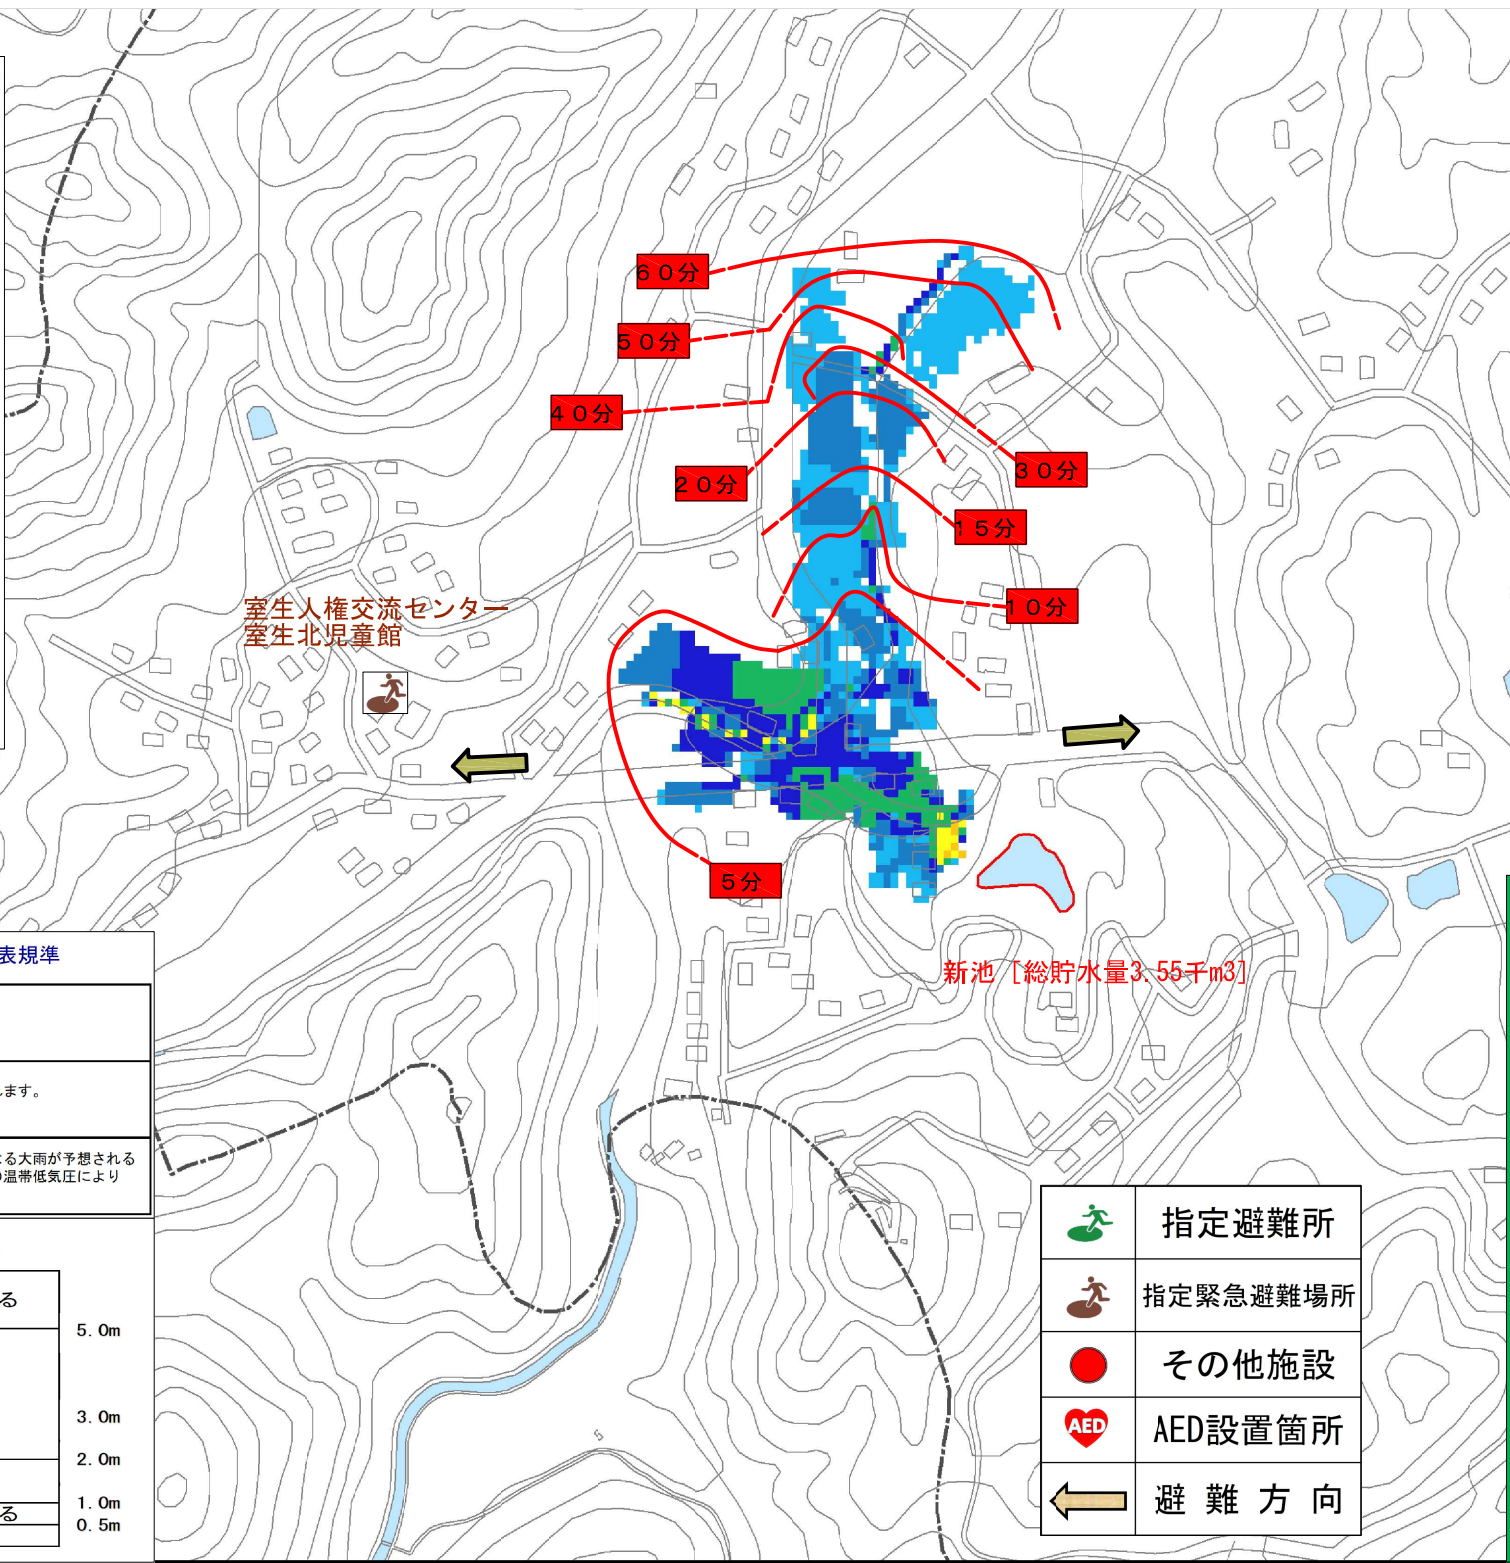 60分
50分
40分
20分
30分
15分
10分
室生人権交流センター
室生北児童館
5分
新池 [総貯水量3.55千m3]
表規準
します。
る大雨が予想される
温帯低気圧により
る
5.0m
3.0m
2.0m
1.0m
る
0.5m
指定避難所
指定緊急避難場所
その他施設
AED
AED設置箇所
避難方向